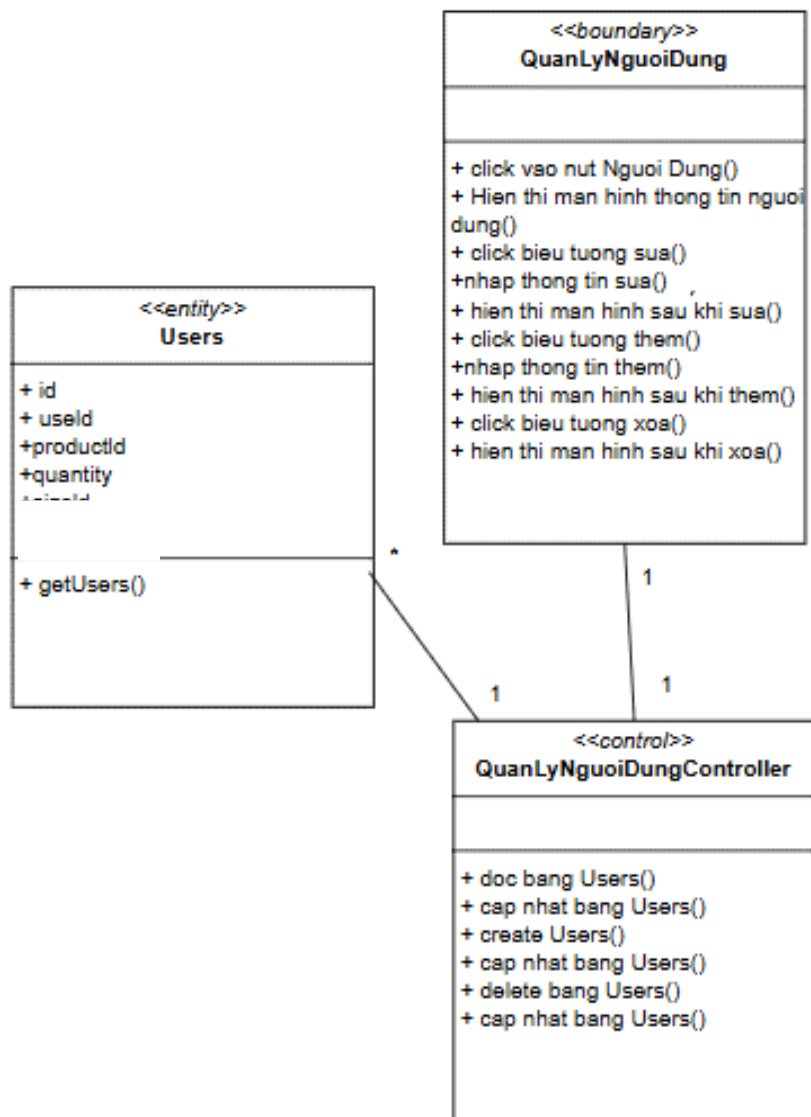 <<boundary>>
QuanLyNguoiDung
+ click vao nut Nguoi Dung()
+ Hien thi man hinh thong tin nguoi
dung()
+ click bieu tuong sua()
+nhap thong tin sua()
+ hien thi man hinh sau khi sua()
+ click bieu tuong them()
+nhap thong tin them()
+ hien thi man hinh sau khi them()
+ click bieu tuong xoa()
+ hien thi man hinh sau khi xoa()
<<entity>>
Users
+ id
+ useId
+productId
+quantity
+ getUsers()
*
1
1
1
<<control>>
QuanLyNguoiDungController
+ doc bang Users()
+ cap nhat bang Users()
+ create Users()
+ cap nhat bang Users()
+ delete bang Users()
+ cap nhat bang Users()